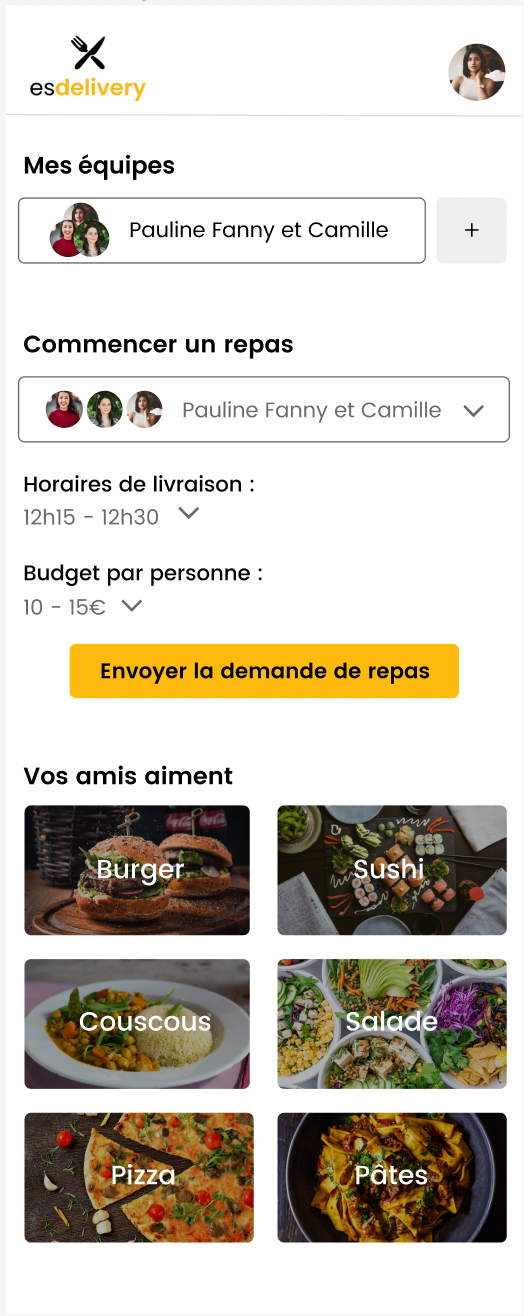 esdelivery
Mes équipes
Pauline Fanny et Camille
+
Commencer un repas
Pauline Fanny et Camille
Horaires de livraison :
12h15 - 12h30
Budget par personne :
10 - 15€
Envoyer la demande de repas
Vos amis aiment
Burger
Sushi
Couscous
Salade
Pizza
Pâtes